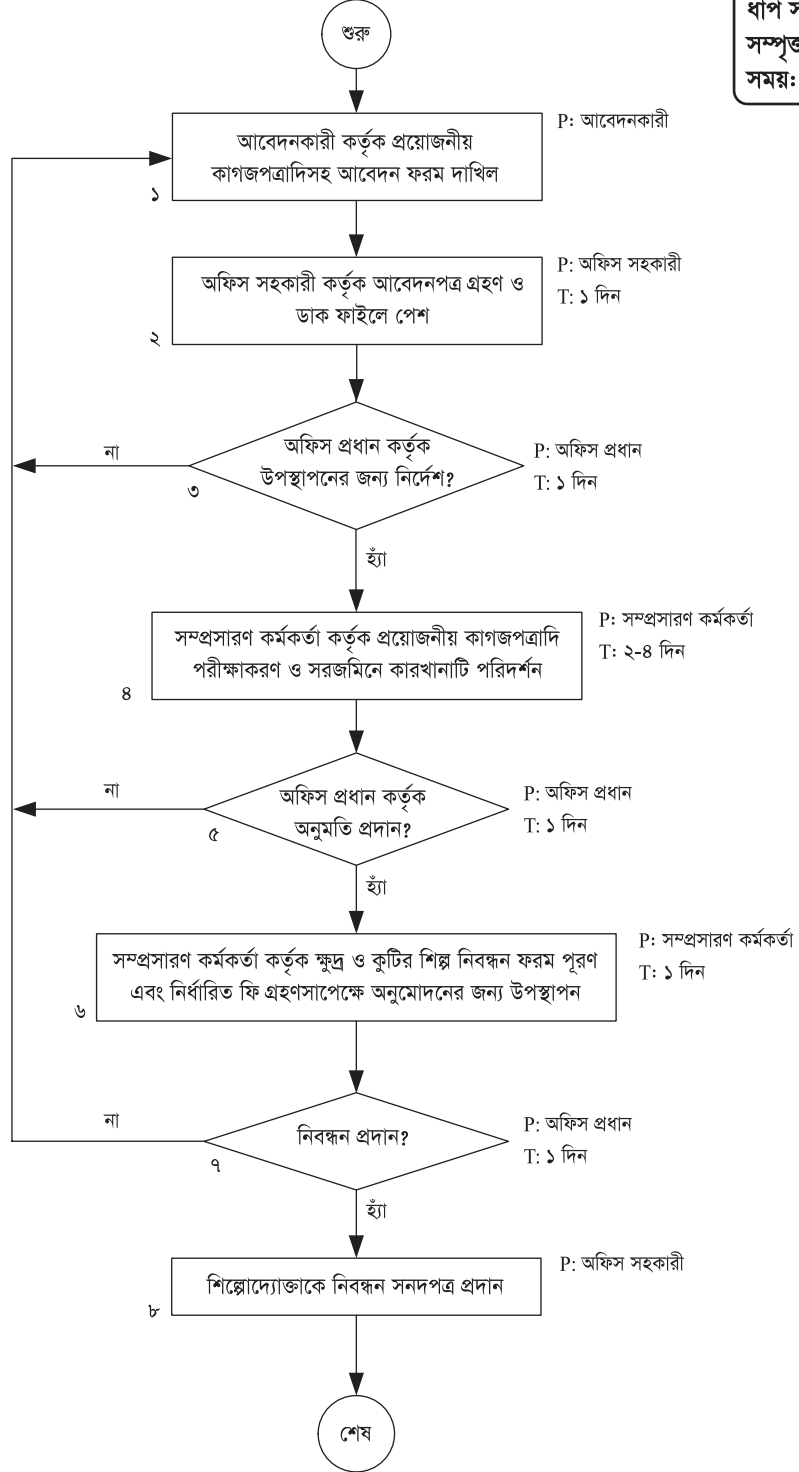 ধাপ স
সম্পৃক্ত
সময়:
শুরু
আবেদনকারী কর্তৃক প্রয়োজনীয়
কাগজপত্রাদিসহ আবেদন ফরম দাখিল
১
P: আবেদনকারী
অফিস সহকারী কর্তৃক আবেদনপত্র গ্রহণ ও
ডাক ফাইলে পেশ
২
P: অফিস সহকারী
T: ১ দিন
অফিস প্রধান কর্তৃক
উপস্থাপনের জন্য নির্দেশ?
৩
না
P: অফিস প্রধান
T: ১ দিন
হ্যাঁ
সম্প্রসারণ কর্মকর্তা কর্তৃক প্রয়োজনীয় কাগজপত্রাদি
পরীক্ষাকরণ ও সরজমিনে কারখানাটি পরিদর্শন
৪
P: সম্প্রসারণ কর্মকর্তা
T: ২-৪ দিন
অফিস প্রধান কর্তৃক
অনুমতি প্রদান?
৫
না
P: অফিস প্রধান
T: ১ দিন
হ্যাঁ
সম্প্রসারণ কর্মকর্তা কর্তৃক ক্ষুদ্র ও কুটির শিল্প নিবন্ধন ফরম পূরণ
এবং নির্ধারিত ফি গ্রহণসাপেক্ষে অনুমোদনের জন্য উপস্থাপন
৬
P: সম্প্রসারণ কর্মকর্তা
T: ১ দিন
নিবন্ধন প্রদান?
৭
না
P: অফিস প্রধান
T: ১ দিন
হ্যাঁ
শিল্পোদ্যোক্তাকে নিবন্ধন সনদপত্র প্রদান
৮
P: অফিস সহকারী
শেষ